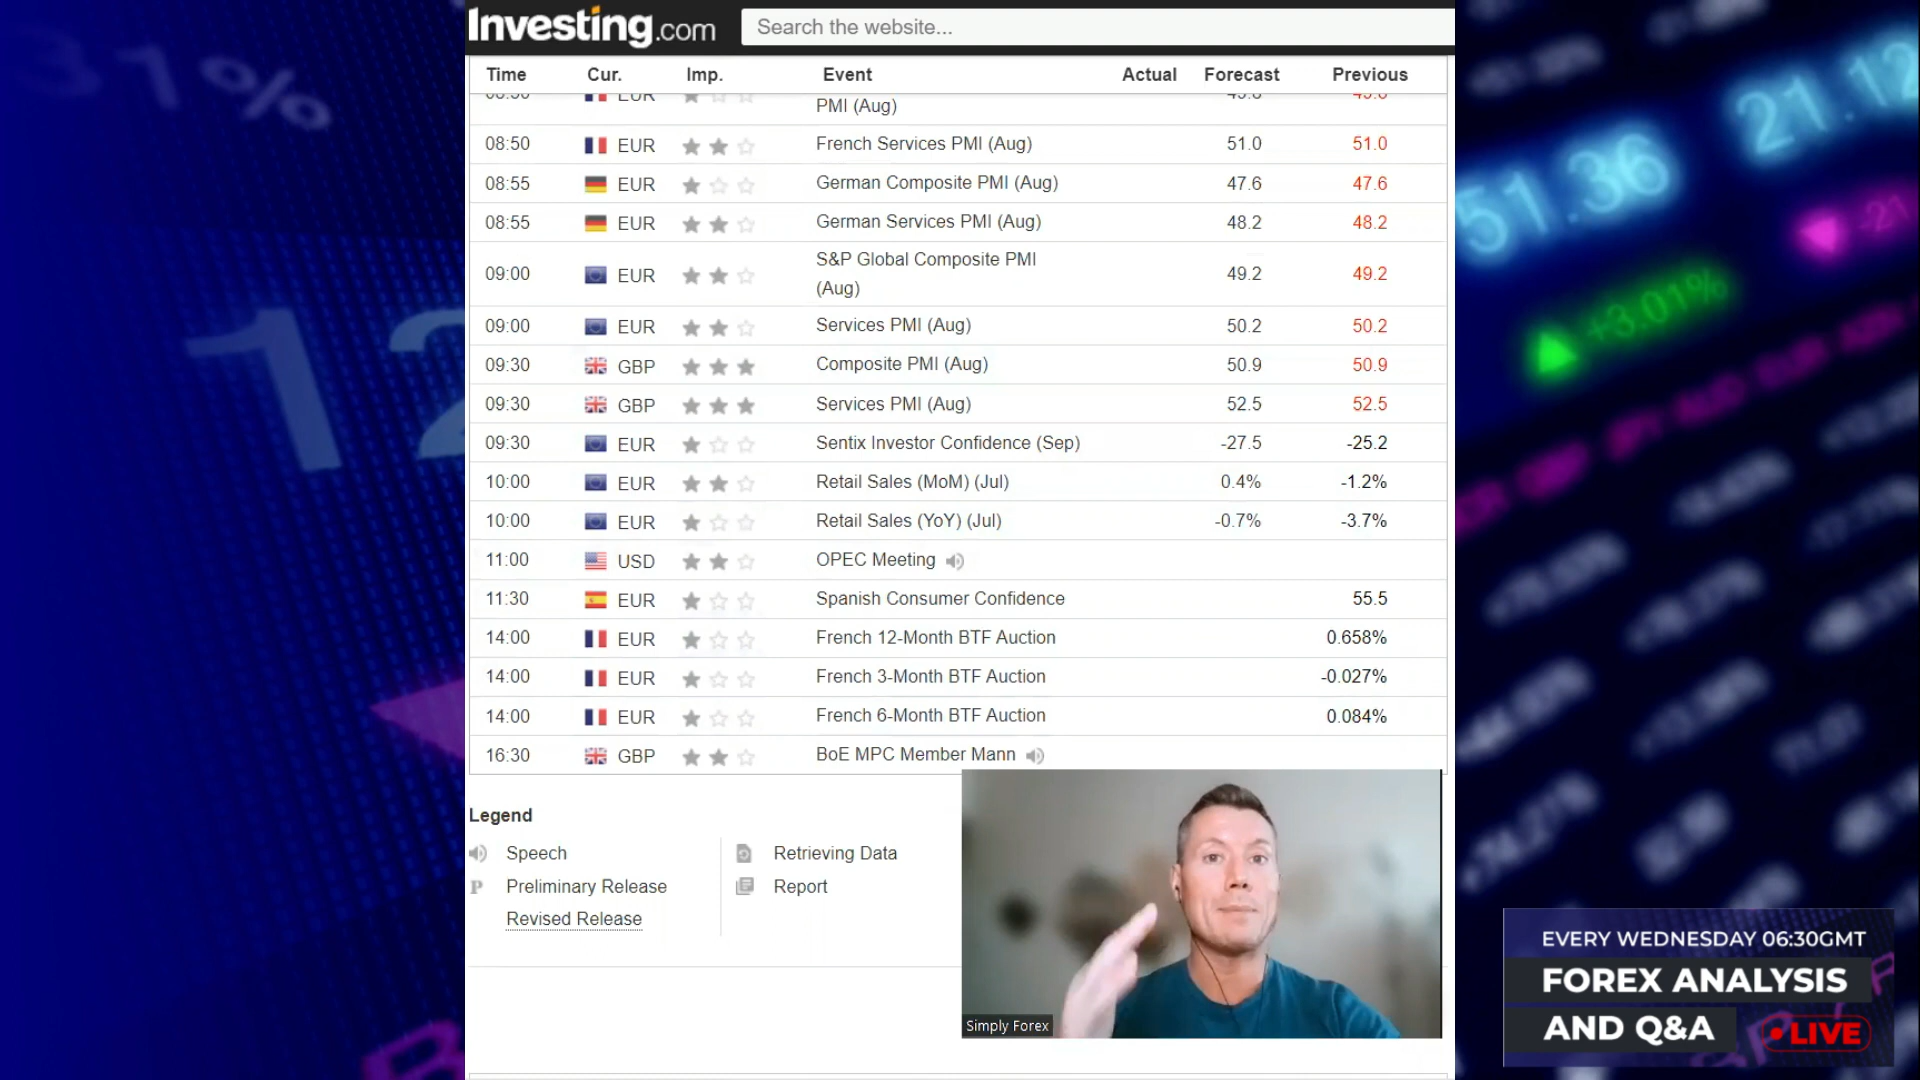 Investing.com Search the website...
Time Cur. Imp. Event Actual Forecast Previous
PMI (Aug)
08:50 EUR French Services PMI (Aug) 51.0 51.0
08:55 EUR German Composite PMI (Aug) 47.6 47.6
08:55 EUR German Services PMI (Aug) 48.2 48.2
09:00 EUR S&P Global Composite PMI 49.2 49.2
(Aug)
09:00 EUR Services PMI (Aug) 50.2 50.2
09:30 GBP Composite PMI (Aug) 50.9 50.9
09:30 GBP Services PMI (Aug) 52.5 52.5
09:30 EUR Sentix Investor Confidence (Sep) -27.5 -25.2
10:00 EUR Retail Sales (MoM) (Jul) 0.4% -1.2%
10:00 EUR Retail Sales (YoY) (Jul) -0.7% -3.7%
11:00 USD OPEC Meeting
11:30 EUR Spanish Consumer Confidence 55.5
14:00 EUR French 12-Month BTF Auction 0.658%
14:00 EUR French 3-Month BTF Auction -0.027%
14:00 EUR French 6-Month BTF Auction 0.084%
16:30 GBP BoE MPC Member Mann
Legend
Speech Retrieving Data
P Preliminary Release Report
Revised Release
Simply Forex
31%
12
21.12
51.36
-21
+3.01%
EVERY WEDNESDAY 06:30GMT
FOREX ANALYSIS
AND Q&A LIVE